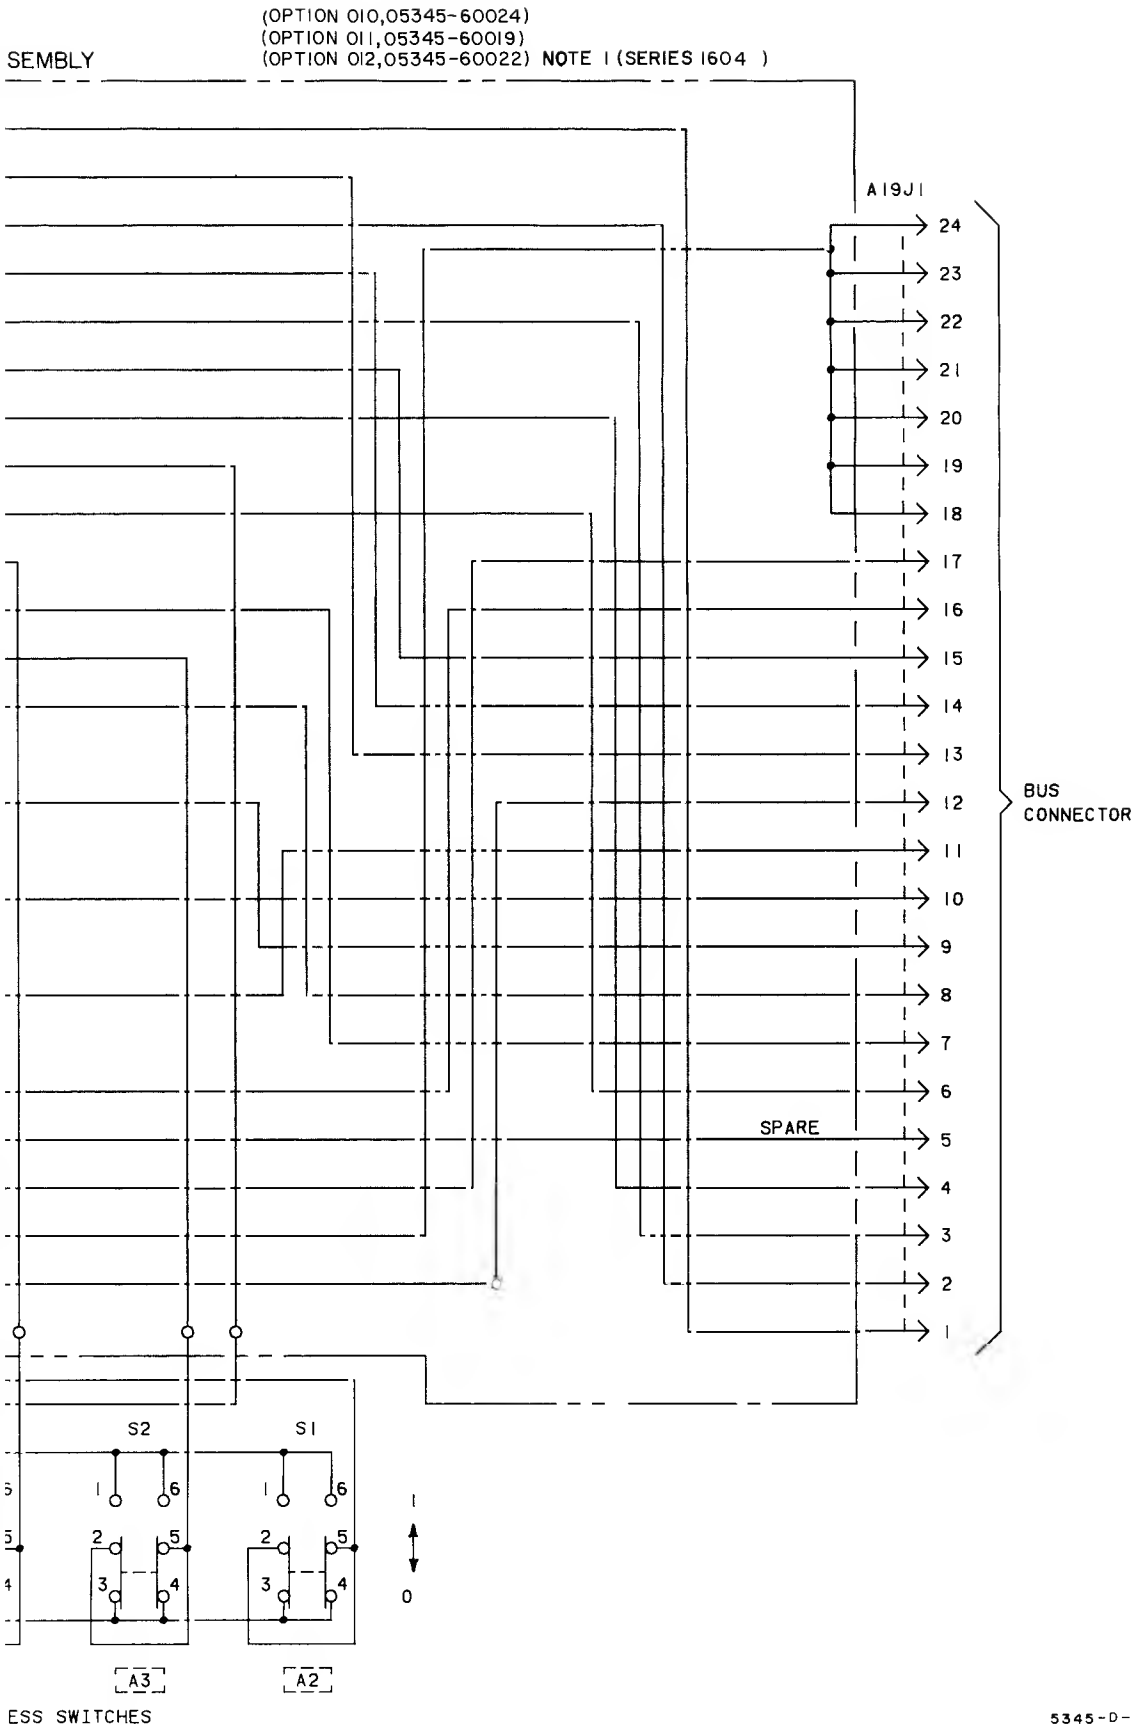 (OPTION 010,05345-60024)
(OPTION 011,05345-60019)
SEMBLY (OPTION 012,05345-60022) NOTE 1 (SERIES 1604 )
A19J1
24
23
22
21
20
19
18
17
16
15
14
13
12
BUS
CONNECTOR
11
10
9
8
7
6
SPARE 5
4
3
2
1
S2 S1
1 6 1 6 1
5 2 5 2 5
4 3 4 3 4 0
A3 A2
ESS SWITCHES 5345-D-